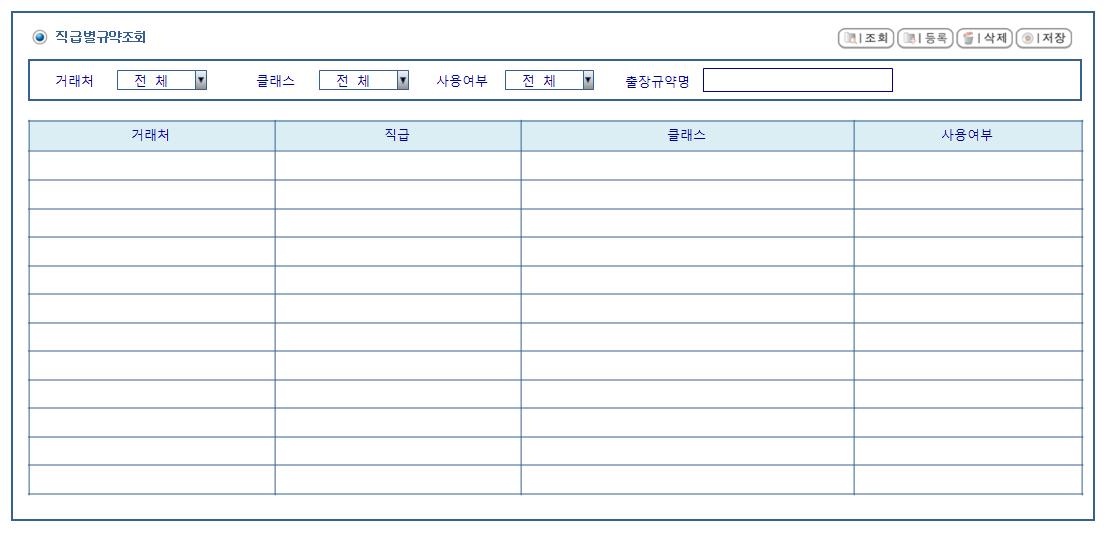 직급별규약조회
조회 등록 삭제 저장
거래처 전 체 클래스 전 체 사용여부 전 체 출장규약명
거래처 직급 클래스 사용여부